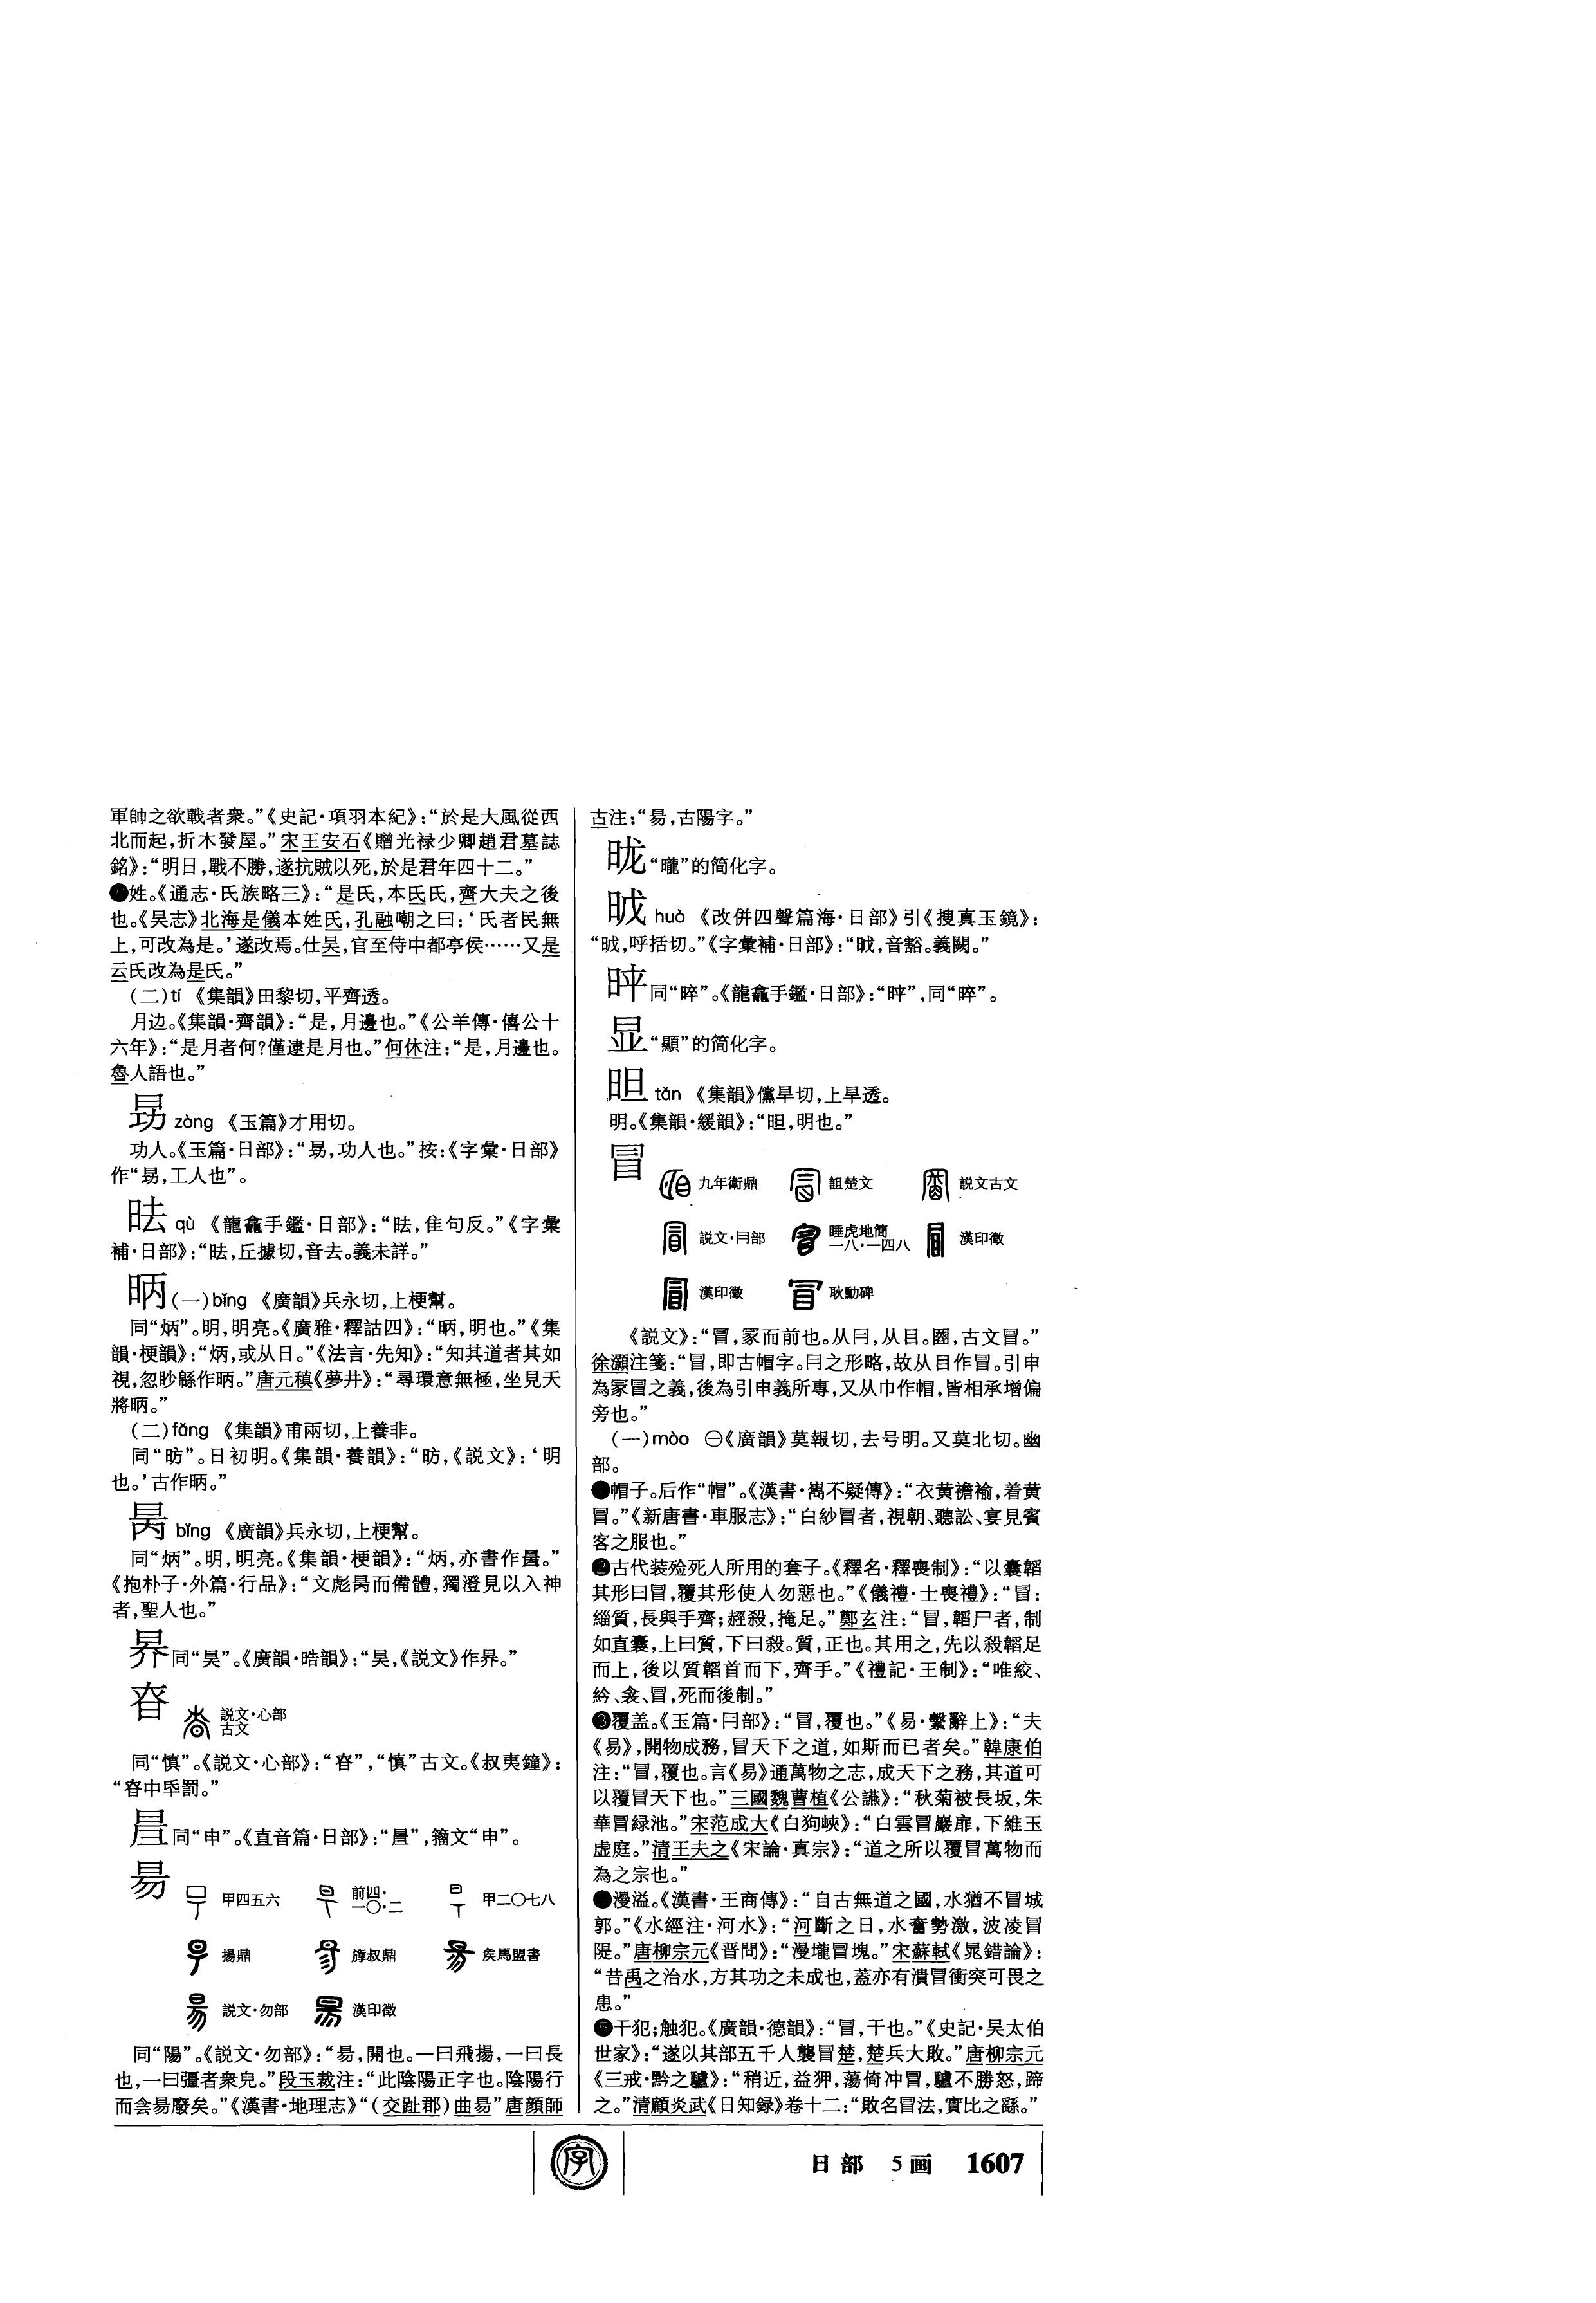 軍帥之欲戰者衆。”《史記·項羽本紀》：“於是大風從西
北而起，折木發屋。”宋王安石《贈光禄少卿趙君墓誌
銘》：“明日，戰不勝，遂抗賊以死，於是君年四十二。”
姓。《通志·氏族略三》：“是氏，本氏氏，齊大夫之後
也。《吴志》北海是儀本姓氏，孔融嘲之曰：‘氏者民無
上，可改為是。’遂改焉。仕吴，官至侍中都亭侯……又是
云氏改為是氏。”
(二)tí 《集韻》田黎切，平齊透。
月边。《集韻·齊韻》：“是，月邊也。”《公羊傳·僖公十
六年》：“是月者何？僅逮是月也。”何休注：“是，月邊也。
魯人語也。”
昮 zòng 《玉篇》才用切。
功人。《玉篇·日部》：“昮，功人也。”按：《字彙·日部》
作“昮，工人也”。
呿 qù 《龍龕手鑑·日部》：“呿，隹句反。”《字彙
補·日部》：“呿，丘據切，音去。義未詳。”
昞(一)bǐng 《廣韻》兵永切，上梗幫。
同“炳”。明，明亮。《廣雅·釋詁四》：“昞，明也。”《集
韻·梗韻》：“炳，或从日。”《法言·先知》：“知其道者其如
視，忽眇緜作昞。”唐元稹《夢井》：“尋環意無極，坐見天
將昞。”
(二)fǎng 《集韻》甫兩切，上養非。
同“昉”。日初明。《集韻·養韻》：“昉，《説文》：‘明
也。’古作昞。”
昺 bǐng 《廣韻》兵永切，上梗幫。
同“炳”。明，明亮。《集韻·梗韻》：“炳，亦書作昺。”
《抱朴子·外篇·行品》：“文彪昺而備體，獨澄見以入神
者，聖人也。”
昦同“昊”。《廣韻·晧韻》：“昊，《説文》作昦。”
昚
説文·心部
古文
同“慎”。《説文·心部》：“昚”，“慎”古文。《叔夷鐘》：
“昚中乓罰。”
同“申”。《直音篇·日部》：籀文“申”。
昜
甲四五六 前四·一〇·二 甲二〇七八
揚鼎 旟叔鼎 矦馬盟書
説文·勿部 漢印徵
同“陽”。《説文·勿部》：“昜，開也。一曰飛揚，一曰長
也，一曰彊者衆皃。”段玉裁注：“此陰陽正字也。陰陽行
而侌昜廢矣。”《漢書·地理志》“(交趾郡)曲昜”唐顔師
古注：“昜，古陽字。”
昽“曨”的简化字。
眓 huò 《改併四聲篇海·日部》引《搜真玉鏡》：
“眓，呼括切。”《字彙補·日部》：“眓，音豁。義闕。”
同“晬”。《龍龕手鑑·日部》：同“晬”。
显“顯”的简化字。
坦 tǎn 《集韻》儻旱切，上旱透。
明。《集韻·緩韻》：“坦，明也。”
冒
九年衛鼎 詛楚文 説文古文
説文·冃部 睡虎地簡一八·一四八 漢印徵
漢印徵 耿勳碑
《説文》：“冒，冡而前也。从冃，从目。𡇒，古文冒。”
徐灝注箋：“冒，即古帽字。冃之形略，故从目作冒。引申
為冡冒之義，後為引申義所專，又从巾作帽，皆相承增偏
旁也。”
(一)mòo ㊀《廣韻》莫報切，去号明。又莫北切。幽
部。
帽子。后作“帽”。《漢書·雋不疑傳》：“衣黄襜褕，着黄
冒。”《新唐書·車服志》：“白紗冒者，視朝、聽訟、宴見賓
客之服也。”
❷古代装殓死人所用的套子。《釋名·釋喪制》：“以囊韜
其形曰冒，覆其形使人勿惡也。”《儀禮·士喪禮》：“冒：
緇質，長與手齊；經殺，掩足。”鄭玄注：“冒，韜尸者，制
如直囊，上曰質，下曰殺。質，正也。其用之，先以殺韜足
而上，後以質韜首而下，齊手。”《禮記·王制》：“唯絞、
紟、衾、冒，死而後制。”
❸覆盖。《玉篇·冃部》：“冒，覆也。”《易·繫辭上》：“夫
《易》，開物成務，冒天下之道，如斯而已者矣。”韓康伯
注：“冒，覆也。言《易》通萬物之志，成天下之務，其道可
以覆冒天下也。”三國魏曹植《公讌》：“秋菊被長坂，朱
華冒緑池。”宋范成大《白狗峽》：“白雲冒巖扉，下維玉
虚庭。”清王夫之《宋論·真宗》：“道之所以覆冒萬物而
為之宗也。”
漫溢。《漢書·王商傳》：“自古無道之國，水猶不冒城
郭。”《水經注·河水》：“河斷之日，水奮勢激，波凌冒
隄。”唐柳宗元《晋問》：“漫壠冒塊。”宋蘇軾《晁錯論》：
“昔禹之治水，方其功之未成也，蓋亦有潰冒衝突可畏之
患。”
❺干犯；触犯。《廣韻·德韻》：“冒，干也。”《史記·吴太伯
世家》：“遂以其部五千人襲冒楚，楚兵大敗。”唐柳宗元
《三戒·黔之驢》：“稍近，益狎，蕩倚冲冒，驢不勝怒，蹄
之。”清顧炎武《日知録》卷十二：“敗名冒法，實比之繇。”
字
日部 5画 1607